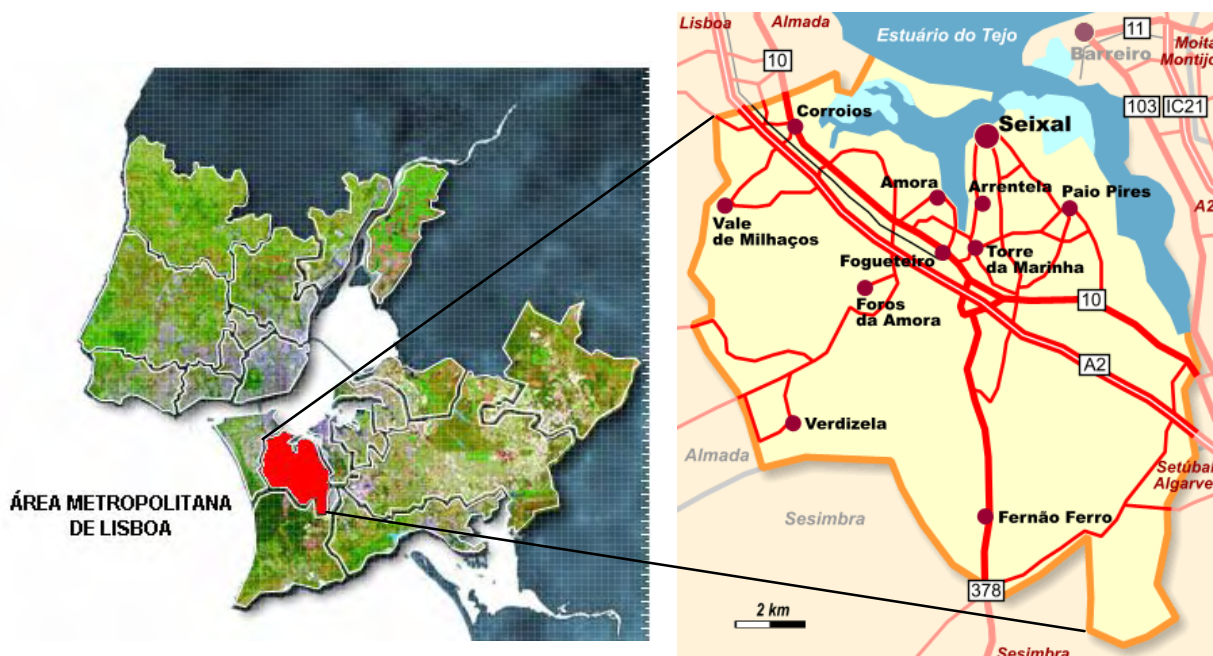 ÁREA METROPOLITANA
DE LISBOA
Lisboa
Almada
Estuário do Tejo
11
Barreiro
Moita
Montijo
10
103
IC21
Corroios
Seixal
Amora
Arrentela
Paio Pires
A2
Vale
de Milhaços
Fogueteiro
Torre
da Marinha
Foros
da Amora
10
A2
Verdizela
Almada
Setúbal
Algarve
Sesimbra
Fernão Ferro
378
2 km
Sesimbra